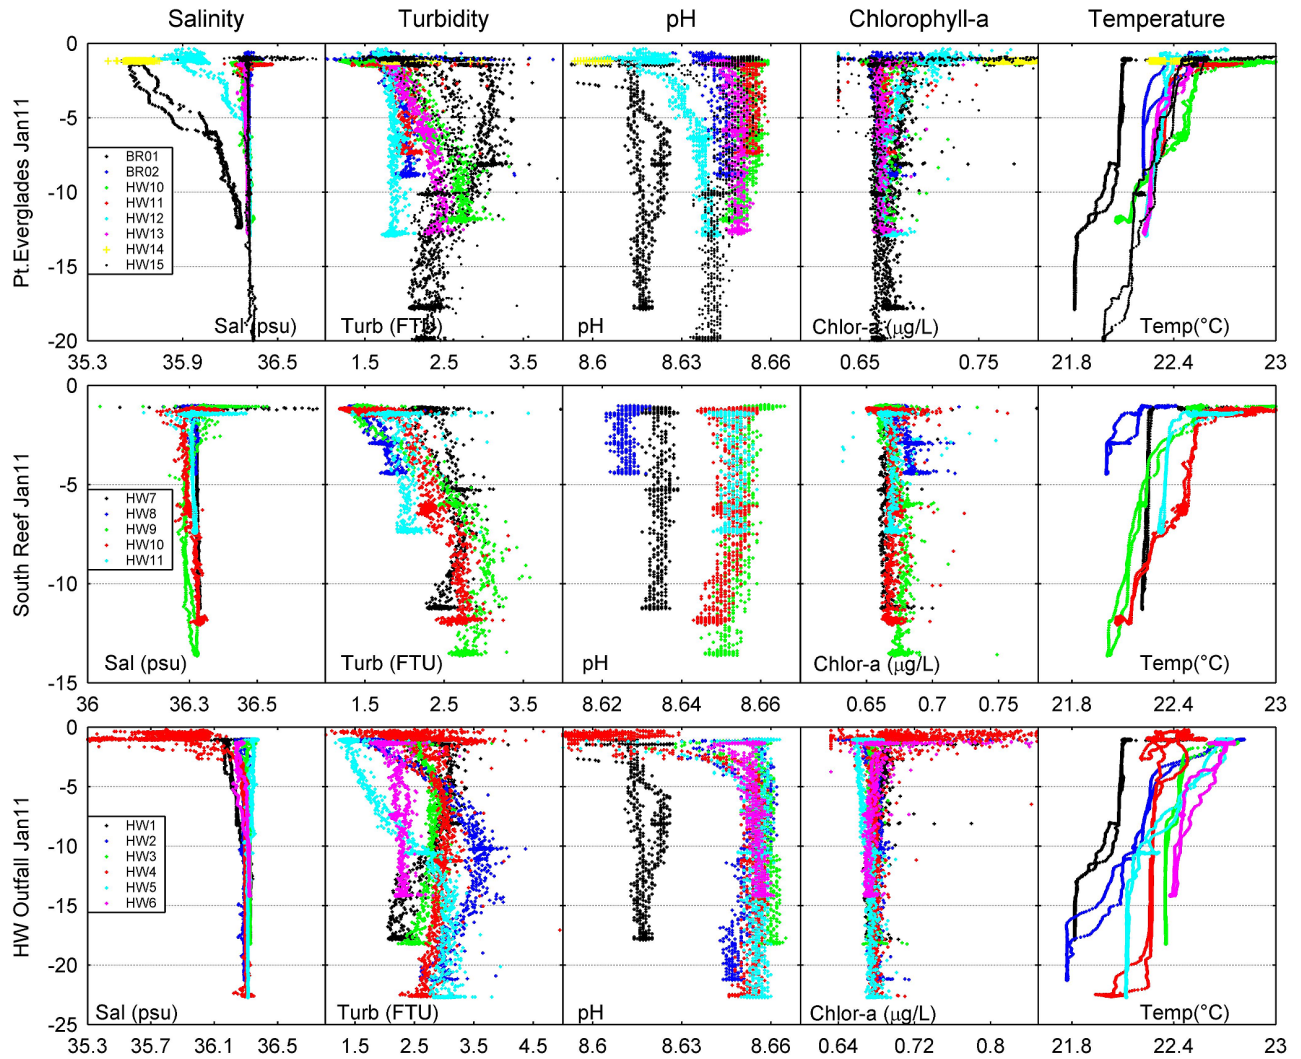 Salinity Turbidity pH Chlorophyll-a Temperature
Pt.Everglades Jan11
0
-5
-10
-15
-20
BR01
BR02
HW10
HW11
HW12
HW13
HW14
HW15
Sal (psu) Turb (FTU) pH Chlor-a (μg/L) Temp(°C)
35.3 35.9 36.5 1.5 2.5 3.5 8.6 8.63 8.66 0.65 0.75 21.8 22.4 23
South Reef Jan11
0
-5
-10
-15
HW7
HW8
HW9
HW10
HW11
Sal (psu) Turb (FTU) pH Chlor-a (μg/L) Temp(°C)
36 36.3 36.5 1.5 2.5 3.5 8.62 8.64 8.66 0.65 0.7 0.75 21.8 22.4 23
HW Outfall Jan11
0
-5
-10
-15
-20
-25
HW1
HW2
HW3
HW4
HW5
HW6
Sal (psu) Turb (FTU) pH Chlor-a (μg/L) Temp(°C)
35.3 35.7 36.1 36.5 1.5 2.5 3.5 4.5 8.6 8.63 8.66 0.64 0.72 0.8 21.8 22.4 23